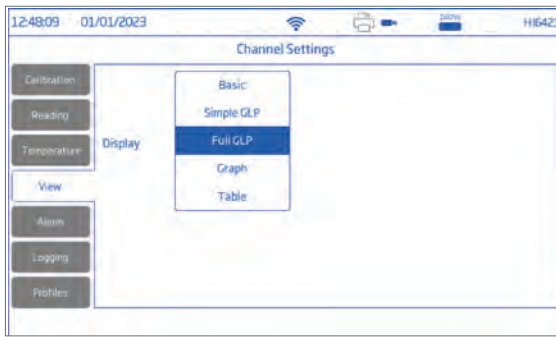 12:48:09 01/01/2023 HI642
Channel Settings
Calibration
Reading
Temperature
View
Alarm
Logging
Profiles
Display
Basic
Simple GLP
Full GLP
Graph
Table